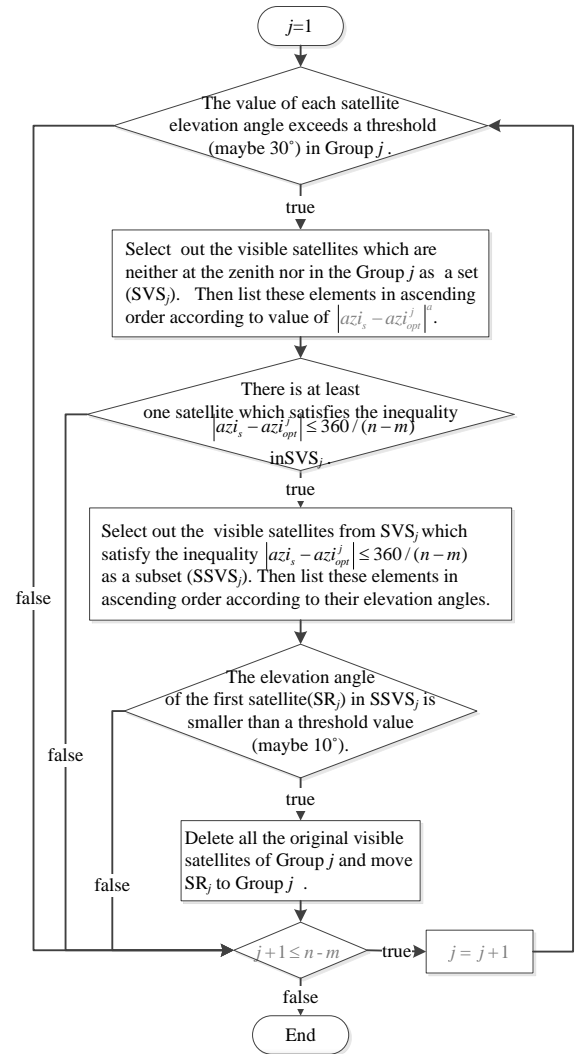 j=1
The value of each satellite
elevation angle exceeds a threshold
(maybe 30˚) in Group j .
true
Select out the visible satellites which are
neither at the zenith nor in the Group j as a set
(SVSj). Then list these elements in ascending
order according to value of |azi_s − azi_opt^j|^a.
There is at least
one satellite which satisfies the inequality
|azi_s − azi_opt^j| ≤ 360 / (n − m)
inSVSj .
true
Select out the visible satellites from SVSj which
satisfy the inequality |azi_s − azi_opt^j| ≤ 360 / (n − m)
as a subset (SSVSj). Then list these elements in
ascending order according to their elevation angles.
false
The elevation angle
of the first satellite(SRj) in SSVSj is
smaller than a threshold value
(maybe 10˚).
false
true
Delete all the original visible
satellites of Group j and move
SRj to Group j .
false
j + 1 ≤ n - m
true
j = j + 1
false
End